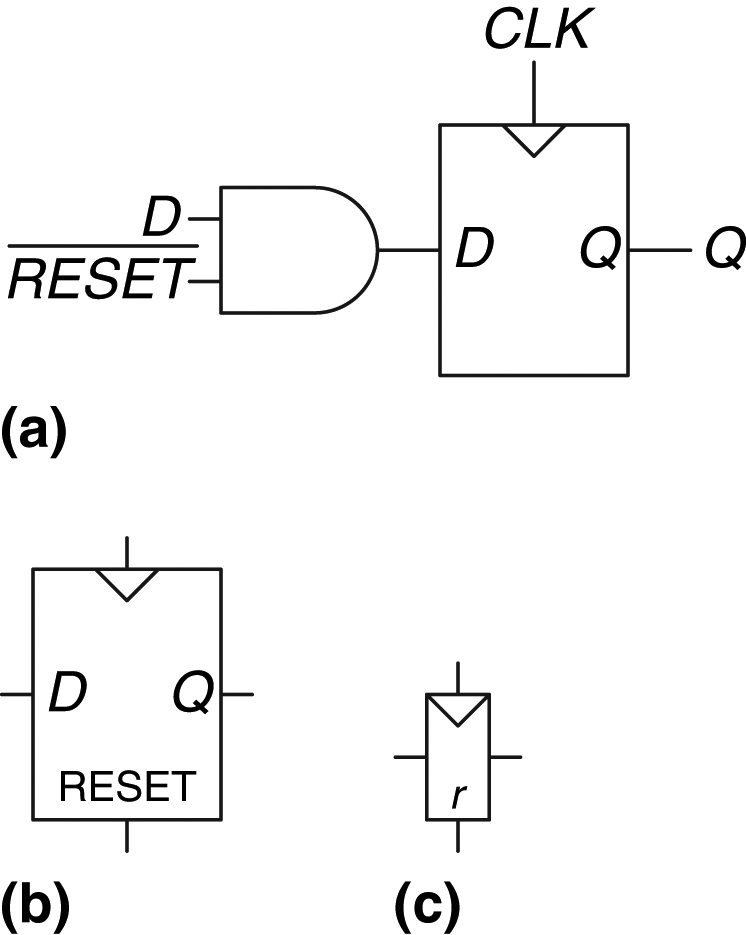 CLK
D
D Q Q
RESET
(a)
D Q
RESET
r
(b) (c)